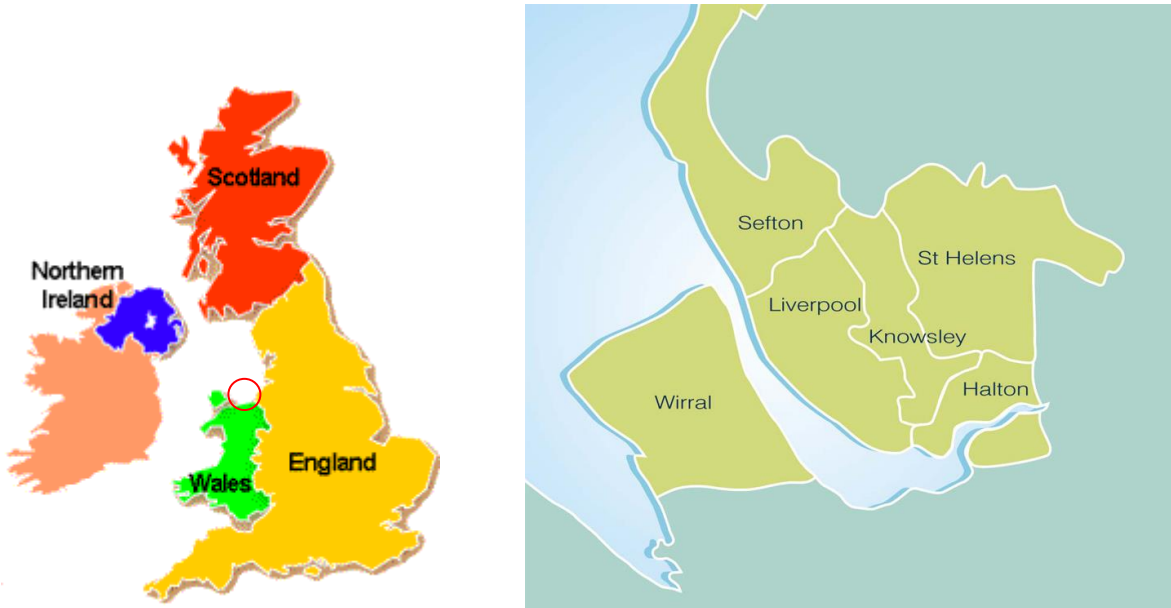 Scotland
Northern
Ireland
England
Wales
Sefton
St Helens
Liverpool
Knowsley
Halton
Wirral